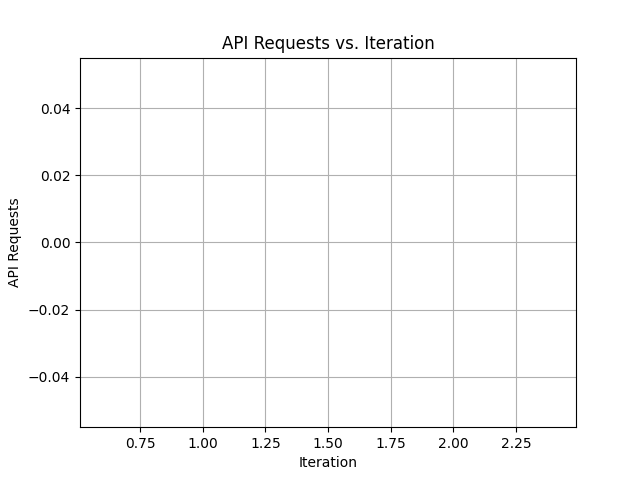 API Requests vs. Iteration
0.04
0.02
0.00
−0.02
−0.04
API Requests
0.75 1.00 1.25 1.50 1.75 2.00 2.25
Iteration